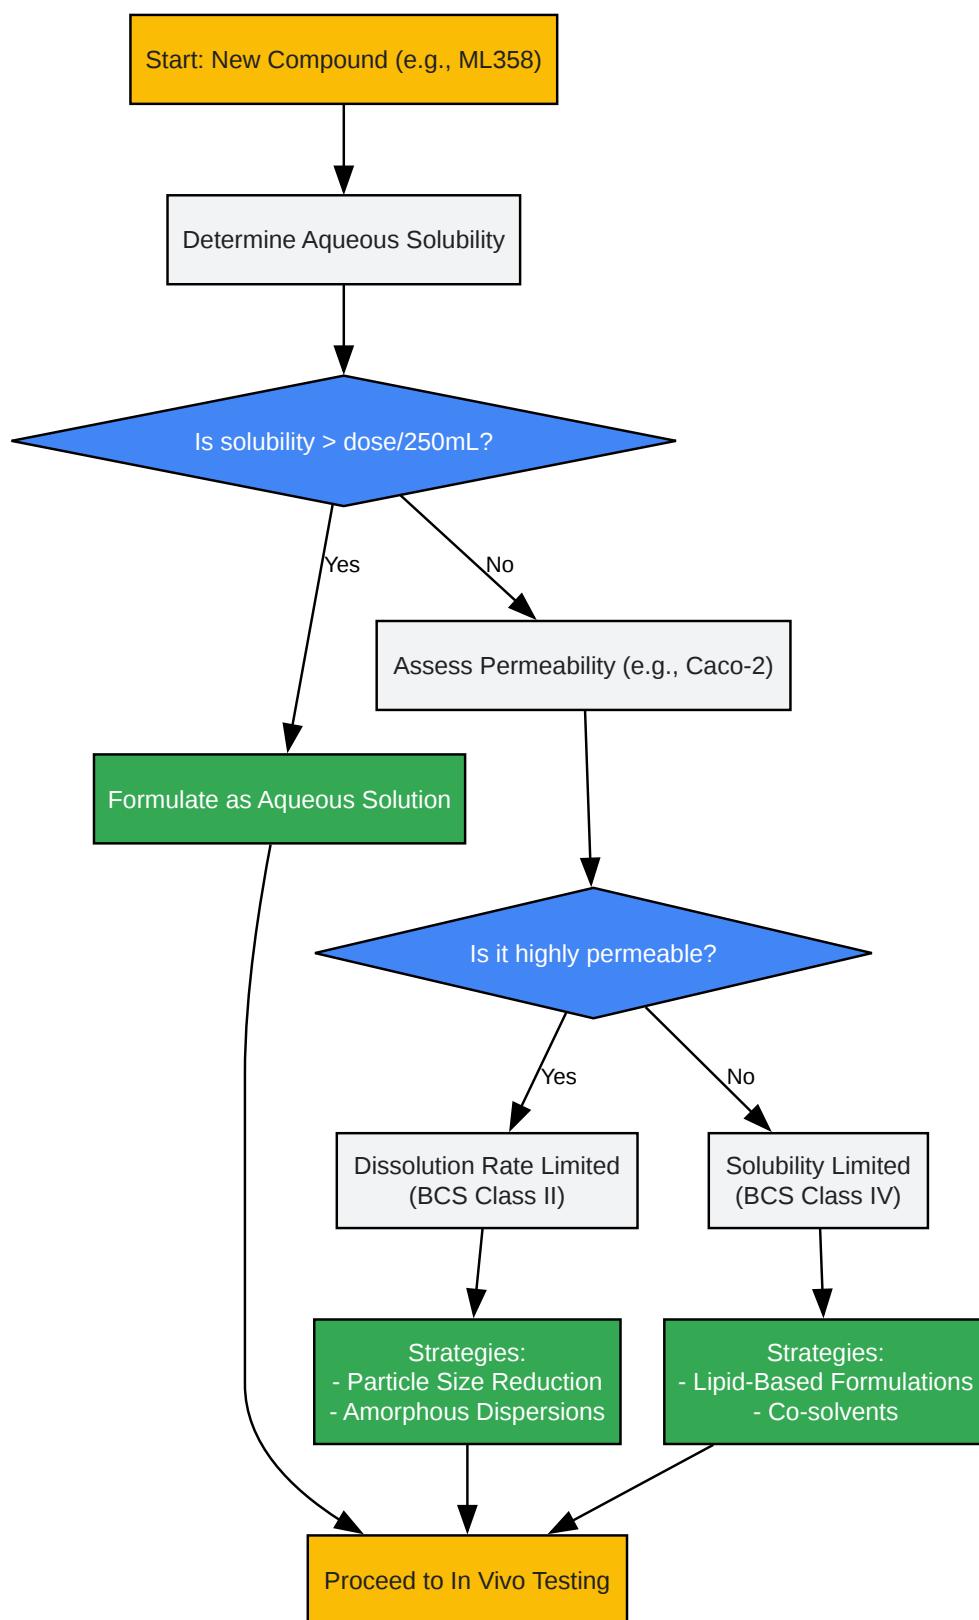 Start: New Compound (e.g., ML358)
Determine Aqueous Solubility
Is solubility > dose/250mL?
Yes
No
Assess Permeability (e.g., Caco-2)
Formulate as Aqueous Solution
Is it highly permeable?
Yes
No
Dissolution Rate Limited
(BCS Class II)
Solubility Limited
(BCS Class IV)
Strategies:
- Particle Size Reduction
- Amorphous Dispersions
Strategies:
- Lipid-Based Formulations
- Co-solvents
Proceed to In Vivo Testing